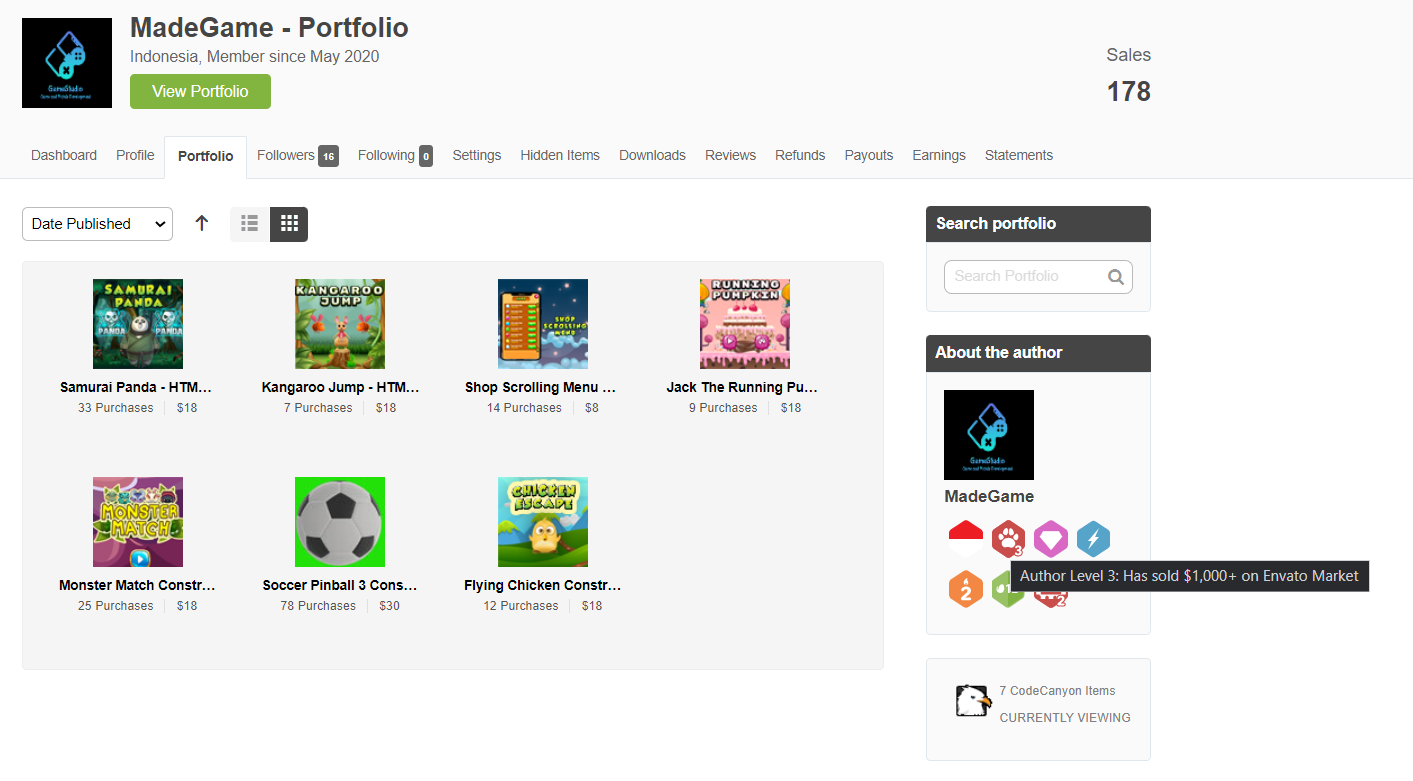 MadeGame - Portfolio
Indonesia, Member since May 2020
View Portfolio
Sales
178
GameStudio
Game and Mobile Development
Dashboard Profile Portfolio Followers 16 Following 0 Settings Hidden Items Downloads Reviews Refunds Payouts Earnings Statements
Date Published
SAMURAI PANDA
PANDA PANDA
Samurai Panda - HTM...
33 Purchases $18
KANGAROO JUMP
Kangaroo Jump - HTM...
7 Purchases $18
SHOP SCROLLING MENU
Shop Scrolling Menu ...
14 Purchases $8
RUNNING PUMPKIN
Jack The Running Pu...
9 Purchases $18
MONSTER MATCH
Monster Match Constr...
25 Purchases $18
Soccer Pinball 3 Cons...
78 Purchases $30
CHICKEN ESCAPE
Flying Chicken Constr...
12 Purchases $18
Search portfolio
Search Portfolio
About the author
GameStudio
Game and Mobile Development
MadeGame
3
Author Level 3: Has sold $1,000+ on Envato Market
2
2
7 CodeCanyon Items
CURRENTLY VIEWING